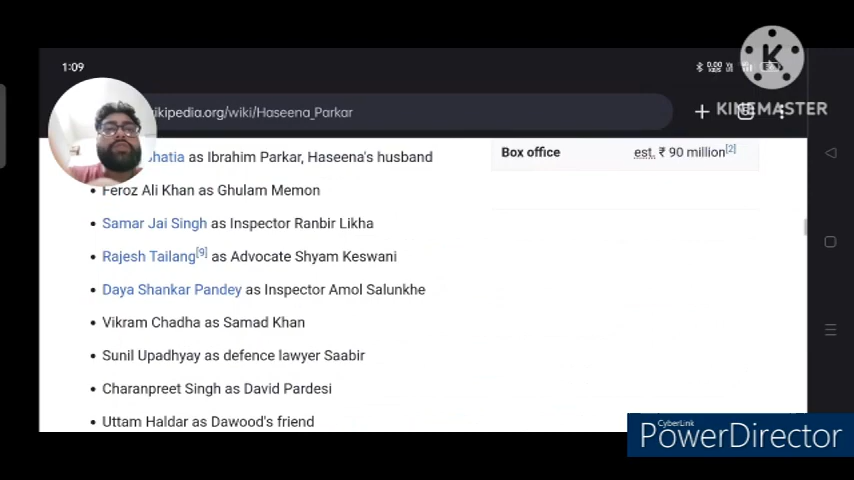 1:09
ikipedia.org/wiki/Haseena_Parkar
KINEMASTER
hatia as Ibrahim Parkar, Haseena's husband
Box office est. ₹ 90 million[2]
• Feroz Ali Khan as Ghulam Memon
• Samar Jai Singh as Inspector Ranbir Likha
• Rajesh Tailang[9] as Advocate Shyam Keswani
• Daya Shankar Pandey as Inspector Amol Salunkhe
• Vikram Chadha as Samad Khan
• Sunil Upadhyay as defence lawyer Saabir
• Charanpreet Singh as David Pardesi
• Uttam Haldar as Dawood's friend
CyberLink
PowerDirector